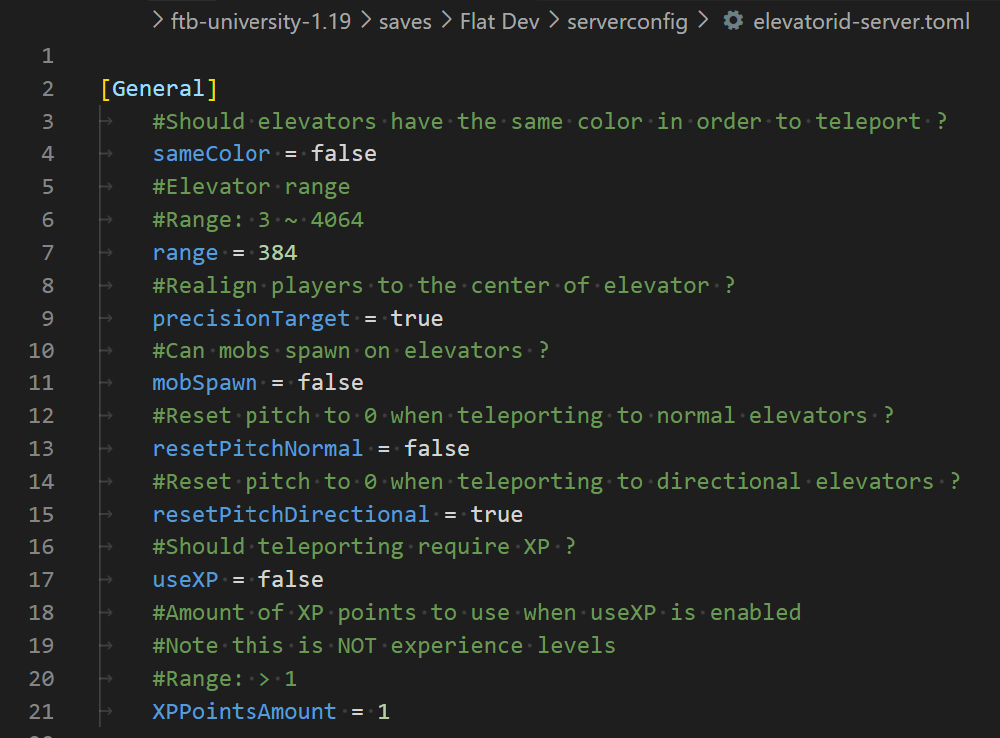 > ftb-university-1.19 > saves > Flat Dev > serverconfig > elevatorid-server.toml
1
2 [General]
3 #Should elevators have the same color in order to teleport ?
4 sameColor = false
5 #Elevator range
6 #Range: 3 ~ 4064
7 range = 384
8 #Realign players to the center of elevator ?
9 precisionTarget = true
10 #Can mobs spawn on elevators ?
11 mobSpawn = false
12 #Reset pitch to 0 when teleporting to normal elevators ?
13 resetPitchNormal = false
14 #Reset pitch to 0 when teleporting to directional elevators ?
15 resetPitchDirectional = true
16 #Should teleporting require XP ?
17 useXP = false
18 #Amount of XP points to use when useXP is enabled
19 #Note this is NOT experience levels
20 #Range: > 1
21 XPPointsAmount = 1